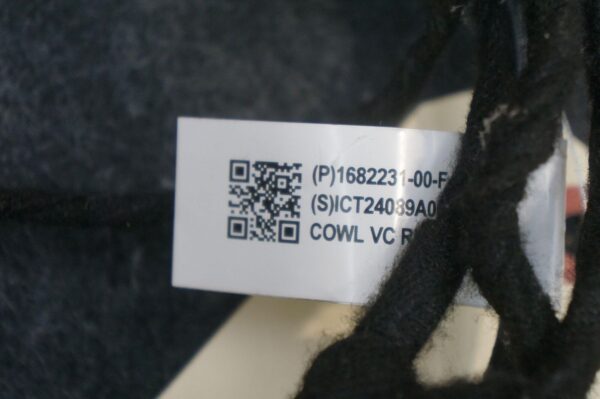 (P)1682231-00-F
(S)ICT24089A0
COWL VC R